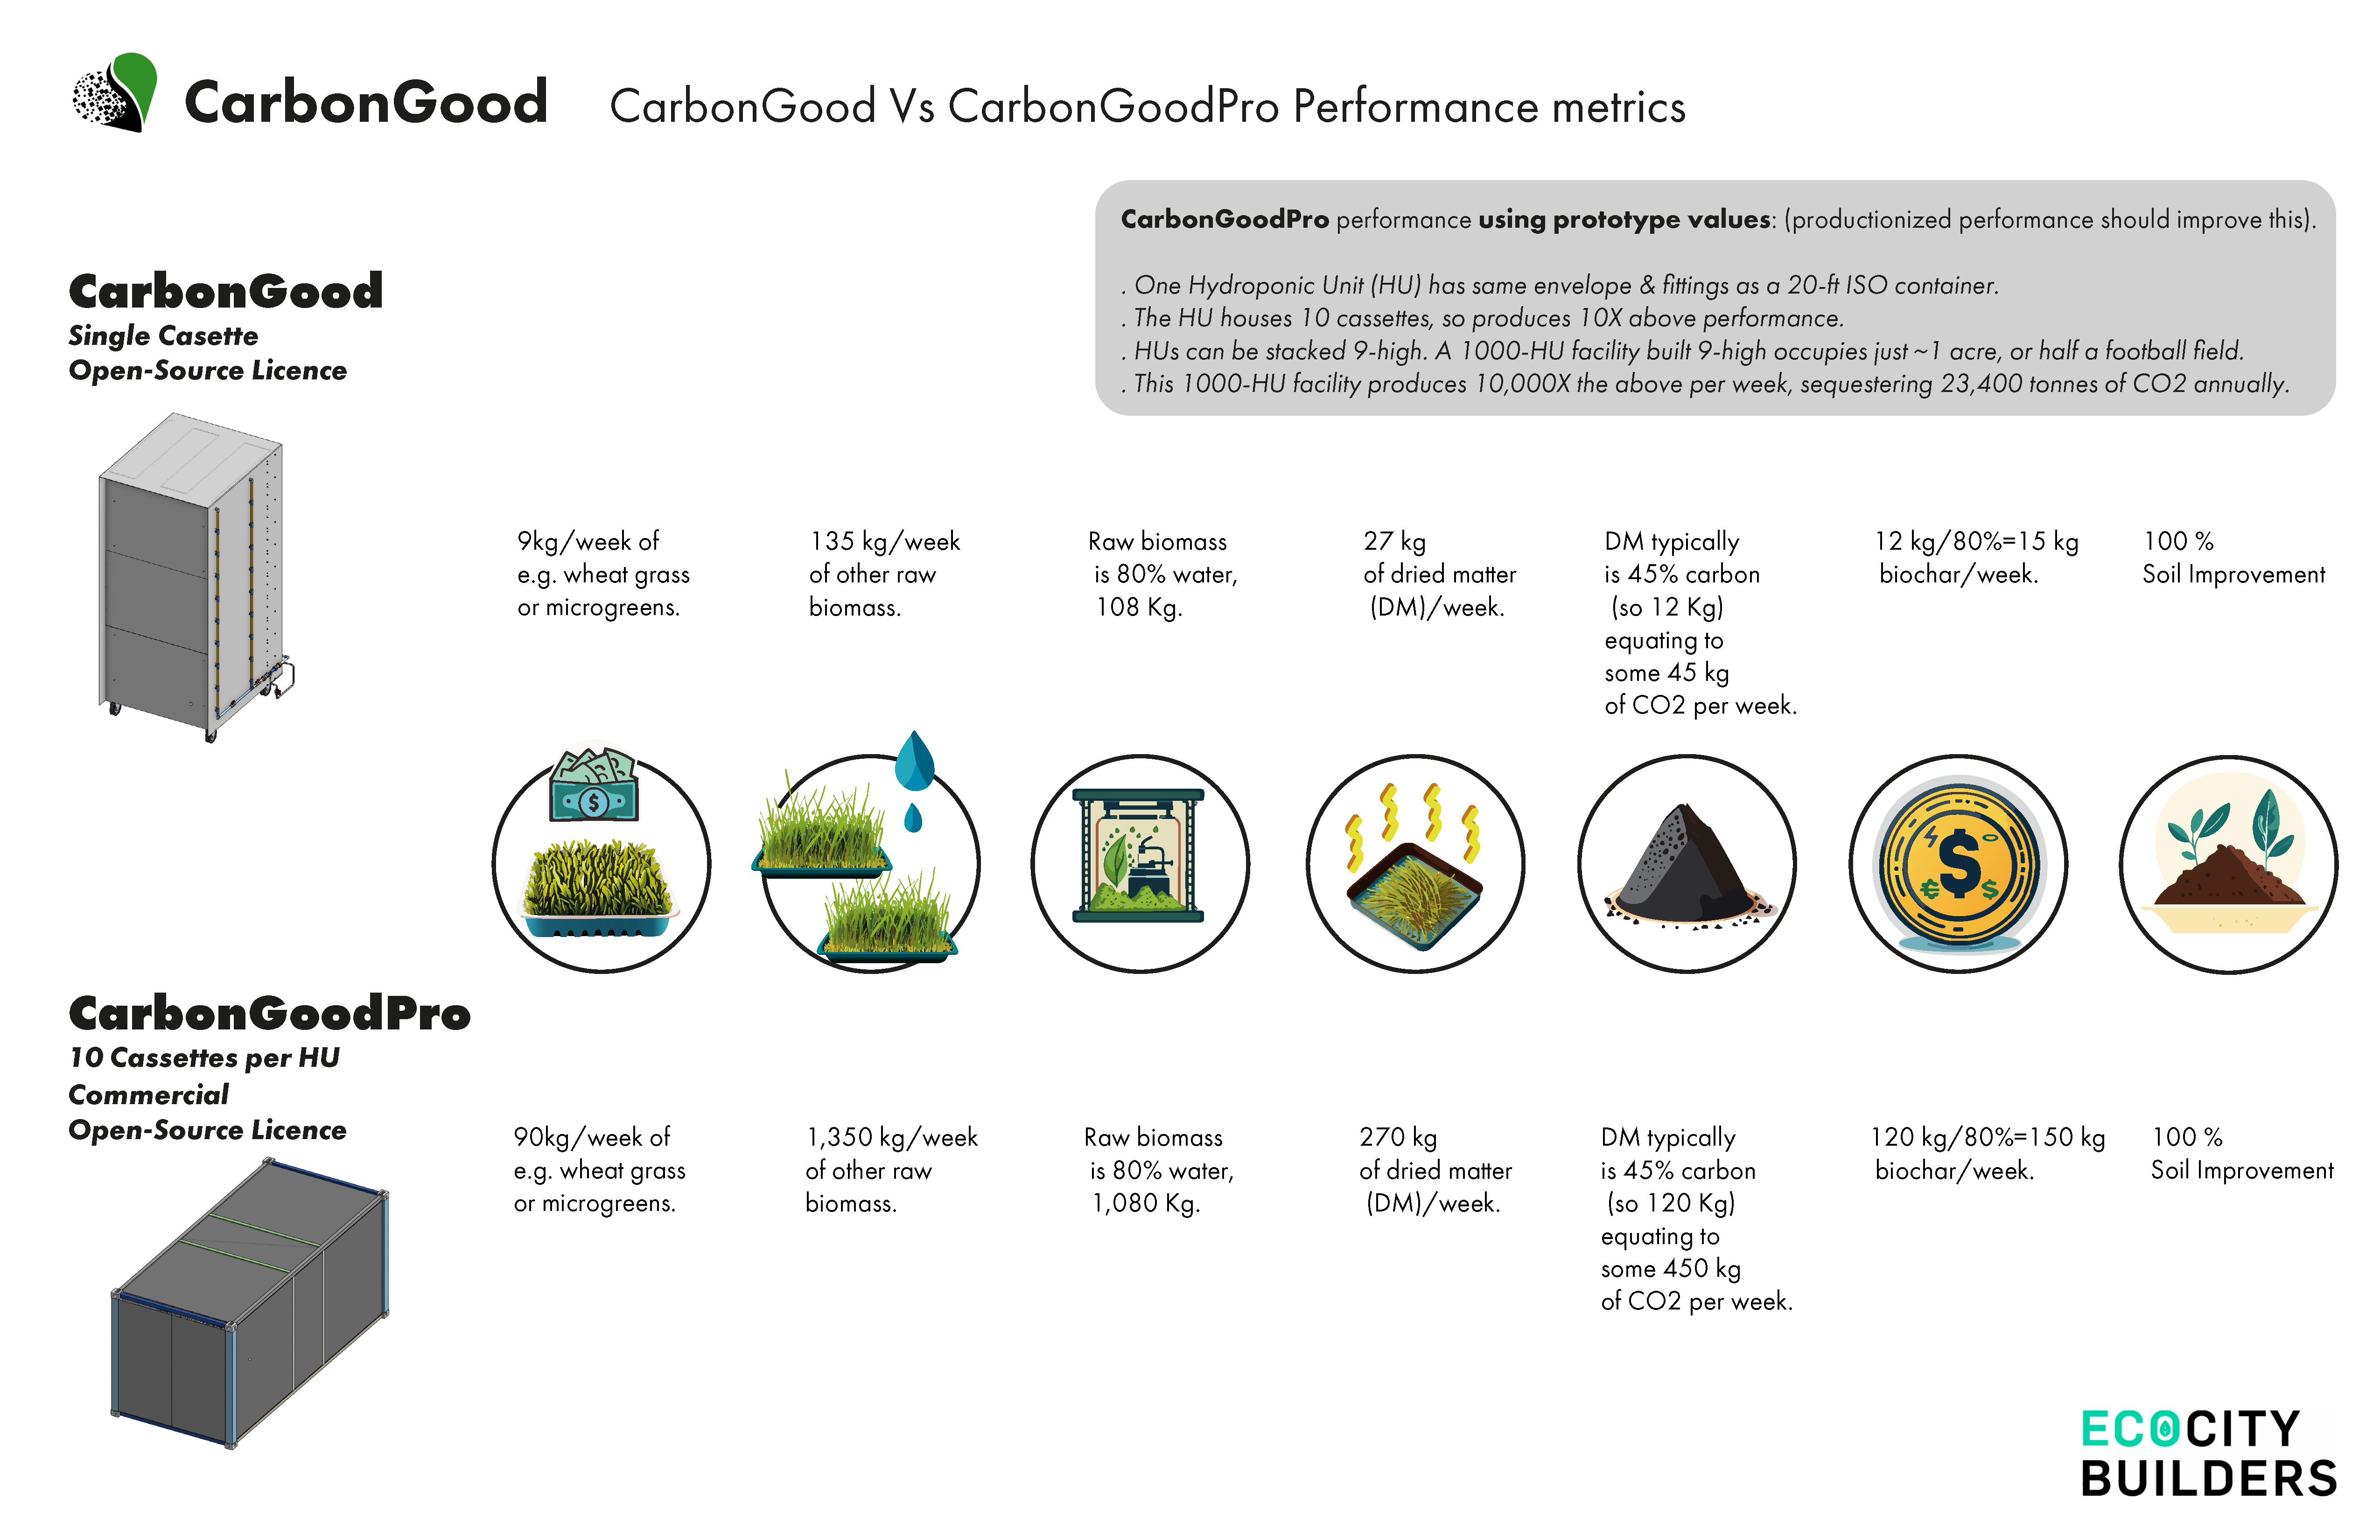 CarbonGood
CarbonGood Vs CarbonGoodPro Performance metrics
CarbonGoodPro performance using prototype values: (productionized performance should improve this).
. One Hydroponic Unit (HU) has same envelope & fittings as a 20-ft ISO container.
. The HU houses 10 cassettes, so produces 10X above performance.
. HUs can be stacked 9-high. A 1000-HU facility built 9-high occupies just ~1 acre, or half a football field.
. This 1000-HU facility produces 10,000X the above per week, sequestering 23,400 tonnes of CO2 annually.
CarbonGood
Single Casette
Open-Source Licence
9kg/week of
e.g. wheat grass
or microgreens.
135 kg/week
of other raw
biomass.
Raw biomass
is 80% water,
108 Kg.
27 kg
of dried matter
(DM)/week.
DM typically
is 45% carbon
(so 12 Kg)
equating to
some 45 kg
of CO2 per week.
12 kg/80%=15 kg
biochar/week.
100 %
Soil Improvement
$
$
€ $
CarbonGoodPro
10 Cassettes per HU
Commercial
Open-Source Licence
90kg/week of
e.g. wheat grass
or microgreens.
1,350 kg/week
of other raw
biomass.
Raw biomass
is 80% water,
1,080 Kg.
270 kg
of dried matter
(DM)/week.
DM typically
is 45% carbon
(so 120 Kg)
equating to
some 450 kg
of CO2 per week.
120 kg/80%=150 kg
biochar/week.
100 %
Soil Improvement
ECOCITY
BUILDERS